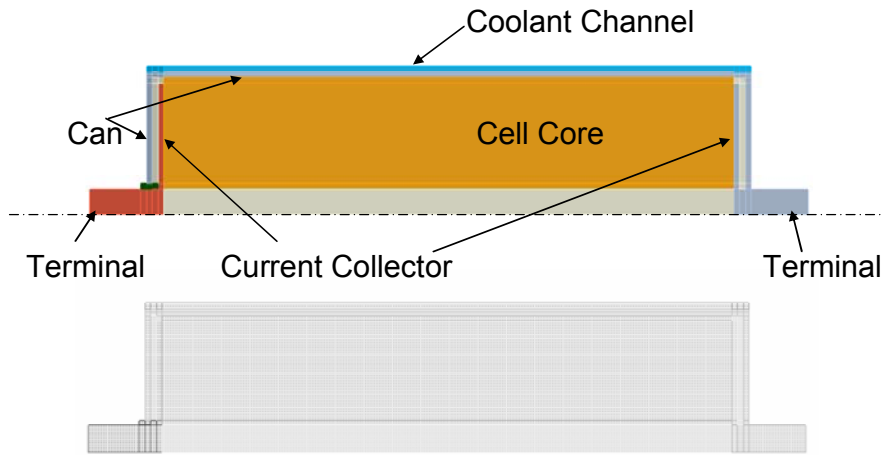 Coolant Channel
Can
Cell Core
Terminal
Current Collector
Terminal